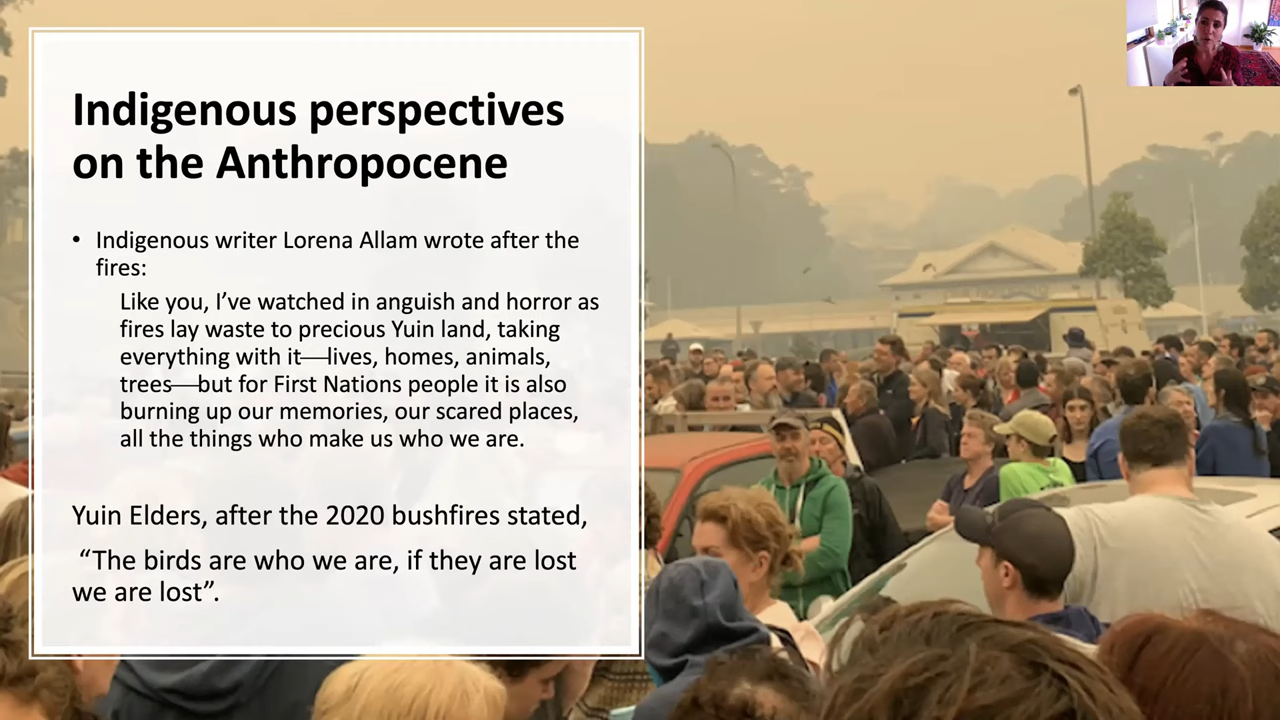 Indigenous perspectives
on the Anthropocene
• Indigenous writer Lorena Allam wrote after the
fires:
Like you, I’ve watched in anguish and horror as
fires lay waste to precious Yuin land, taking
everything with it—lives, homes, animals,
trees—but for First Nations people it is also
burning up our memories, our scared places,
all the things who make us who we are.
Yuin Elders, after the 2020 bushfires stated,
“The birds are who we are, if they are lost
we are lost”.